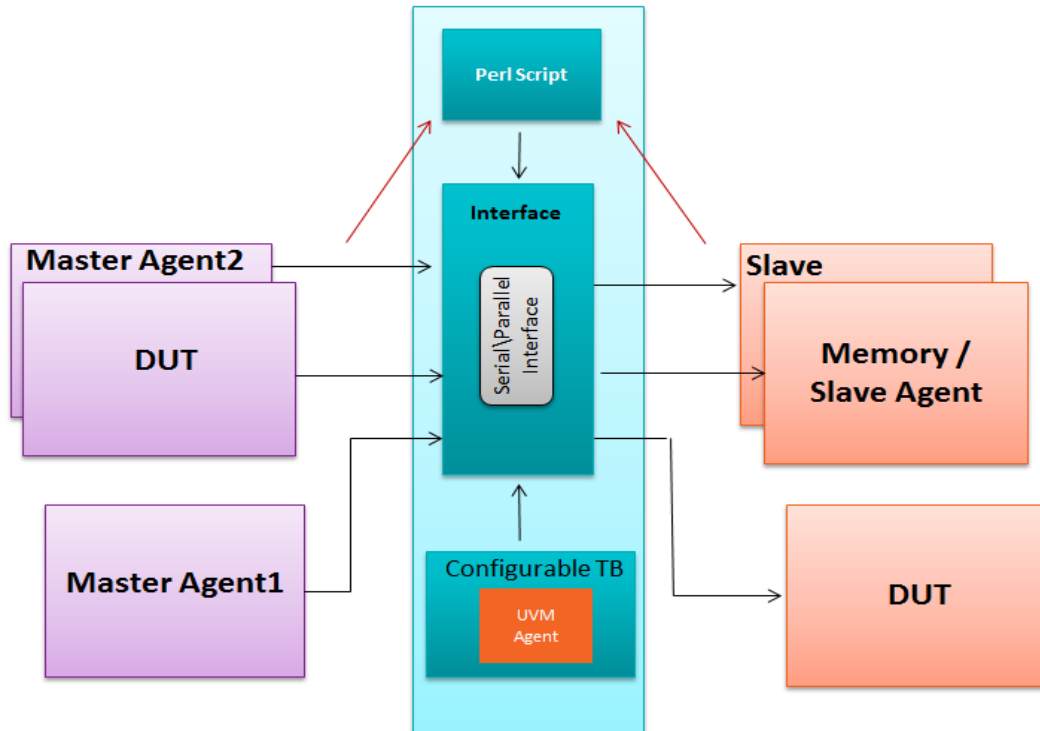 Perl Script
Interface
Serial\Parallel
Interface
Master Agent2
DUT
Master Agent1
Slave
Memory /
Slave Agent
DUT
Configurable TB
UVM
Agent